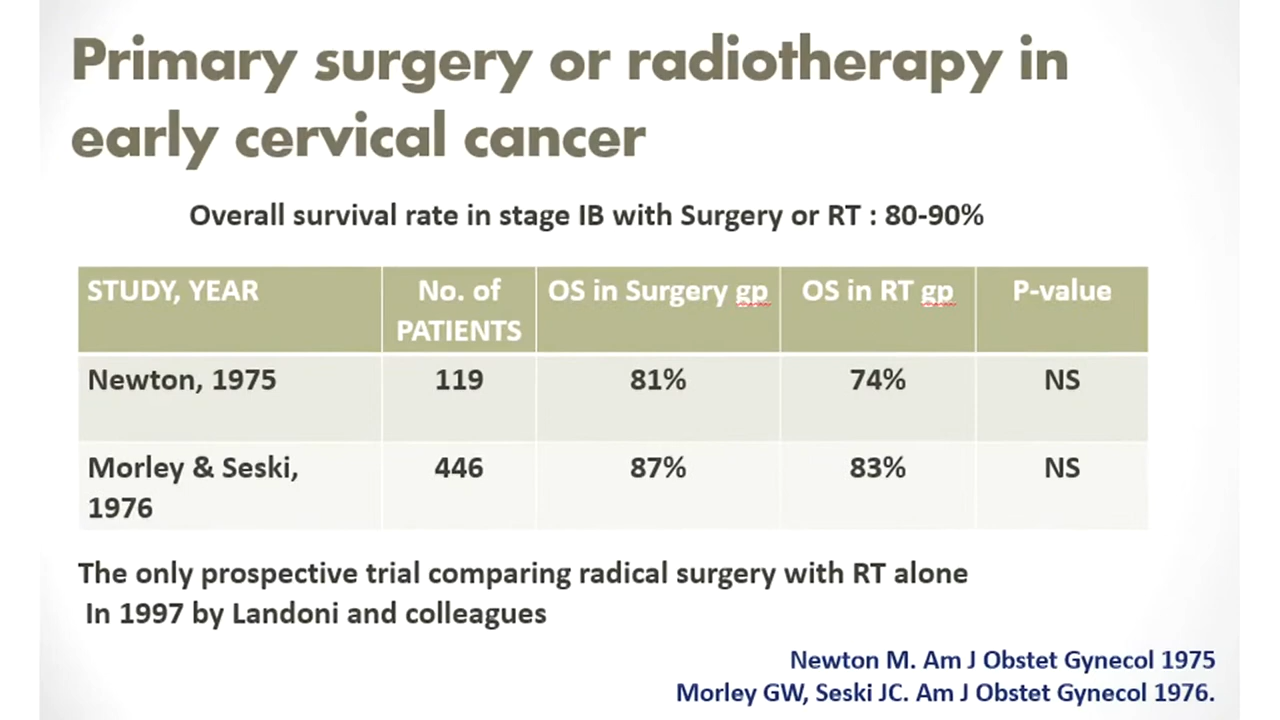 Primary surgery or radiotherapy in
early cervical cancer
Overall survival rate in stage IB with Surgery or RT : 80-90%
STUDY, YEAR No. of PATIENTS OS in Surgery gp OS in RT gp P-value
Newton, 1975 119 81% 74% NS
Morley & Seski, 1976 446 87% 83% NS
The only prospective trial comparing radical surgery with RT alone
In 1997 by Landoni and colleagues
Newton M. Am J Obstet Gynecol 1975
Morley GW, Seski JC. Am J Obstet Gynecol 1976.